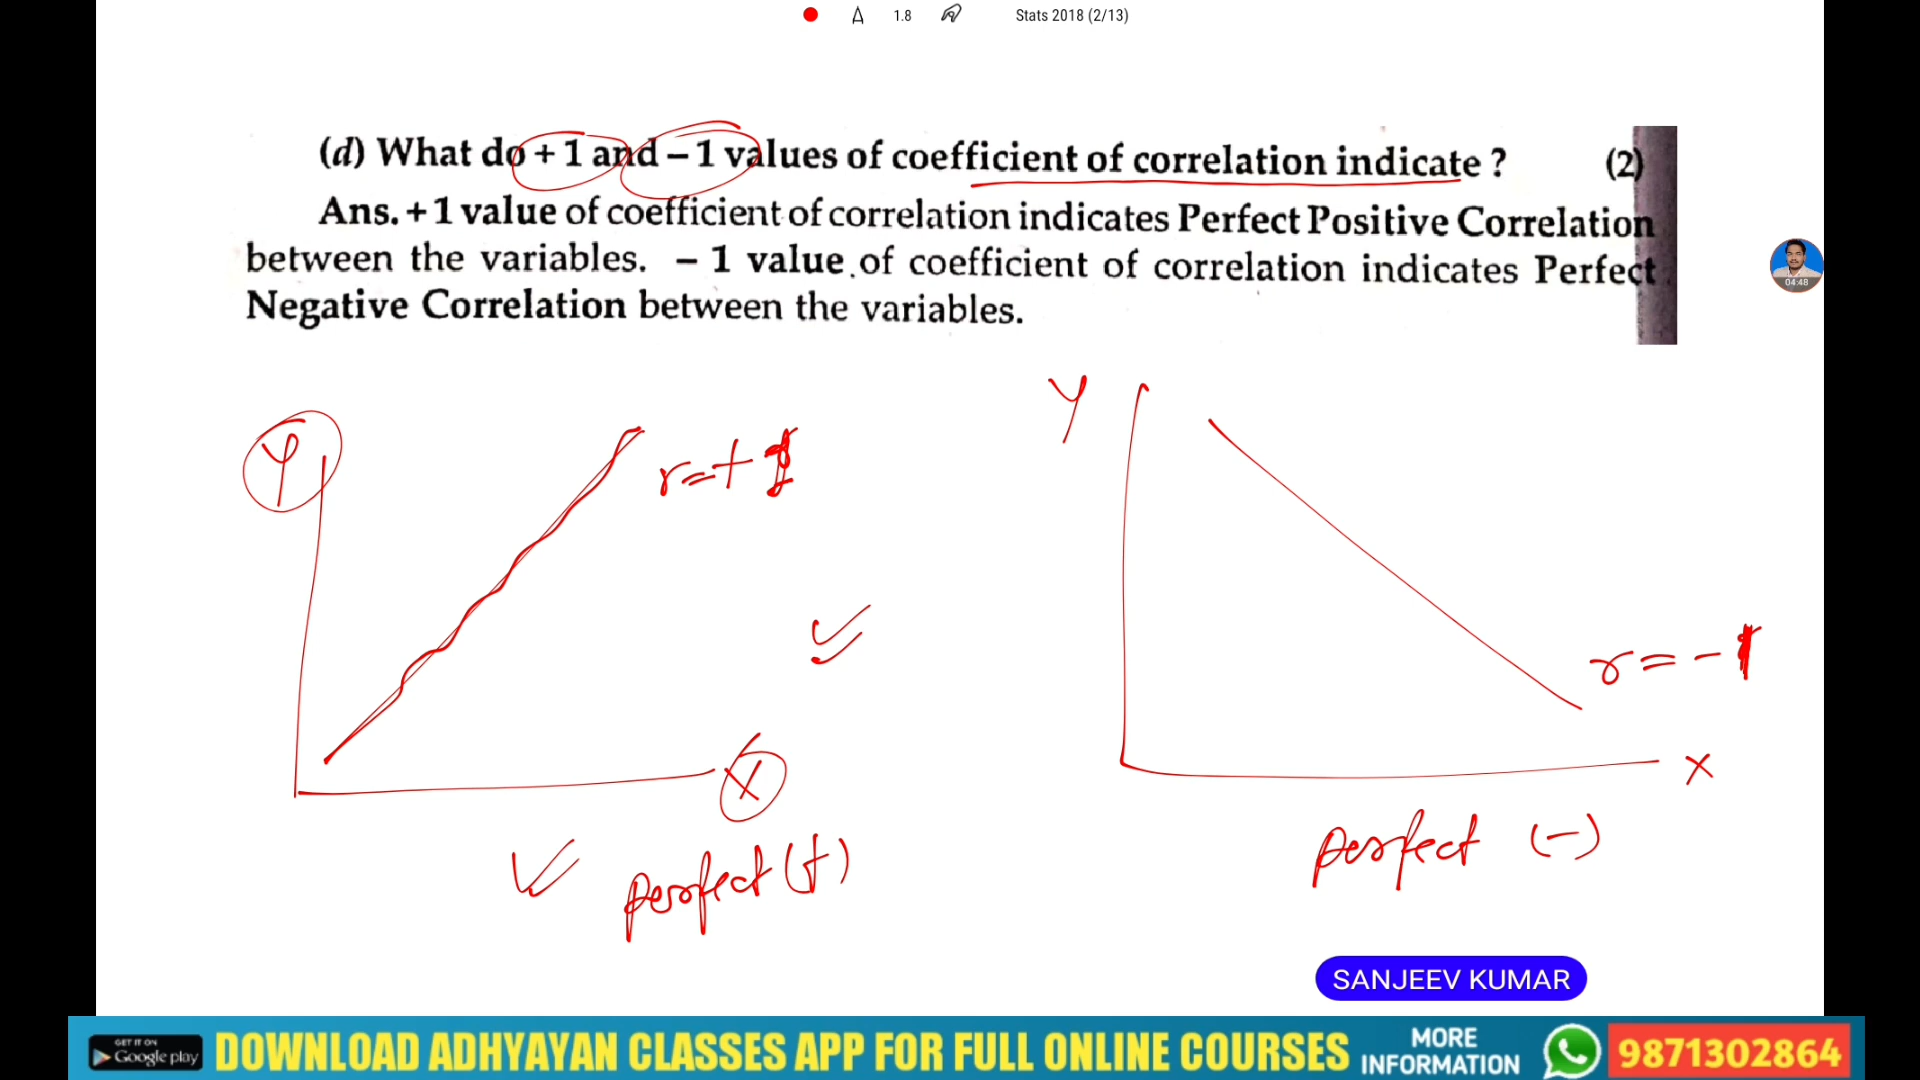 1.8 Stats 2018 (2/13)
(d) What do + 1 and – 1 values of coefficient of correlation indicate ? (2)
Ans. + 1 value of coefficient of correlation indicates Perfect Positive Correlation
between the variables. – 1 value of coefficient of correlation indicates Perfect
Negative Correlation between the variables.
04:48
Y
r=+1
X
perfect (+)
Y
r = -1
X
perfect (-)
SANJEEV KUMAR
GET IT ON
Google play
DOWNLOAD ADHYAYAN CLASSES APP FOR FULL ONLINE COURSES
MORE
INFORMATION
9871302864